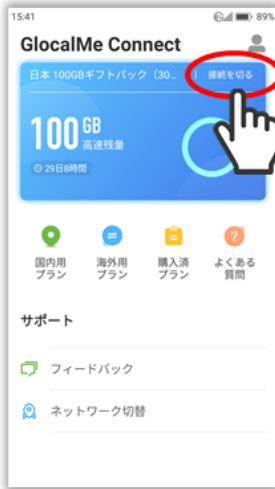 15:41
89%
GlocalMe Connect
日本 100GBギフトパック（30...
接続を切る
100 GB
高速残量
29日8時間
国内用
プラン
海外用
プラン
購入済
プラン
よくある
質問
サポート
フィードバック
ネットワーク切替